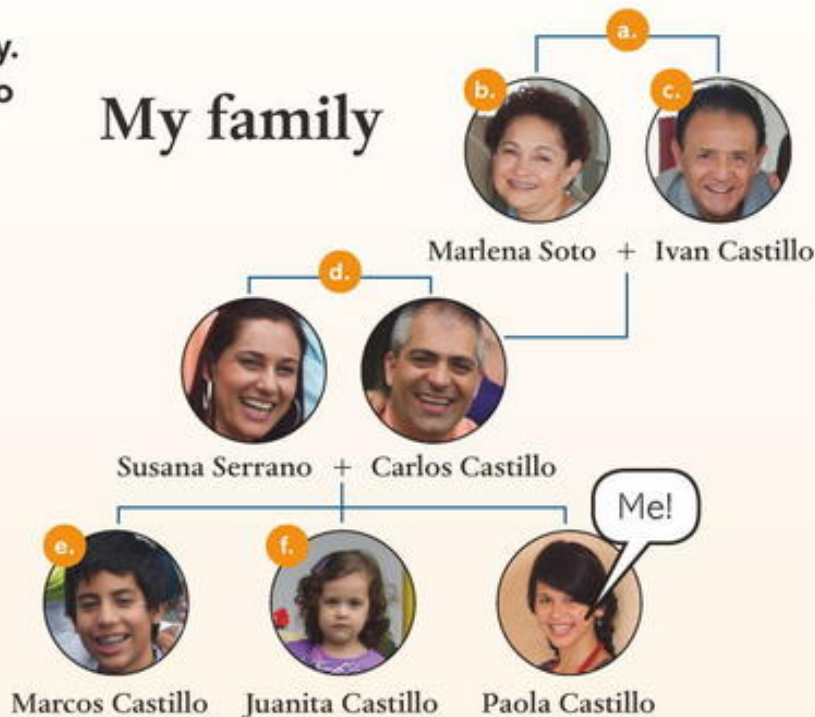 y.
o
My family
a.
b.
c.
Marlena Soto + Ivan Castillo
d.
Susana Serrano + Carlos Castillo
Me!
e.
f.
Marcos Castillo Juanita Castillo Paola Castillo